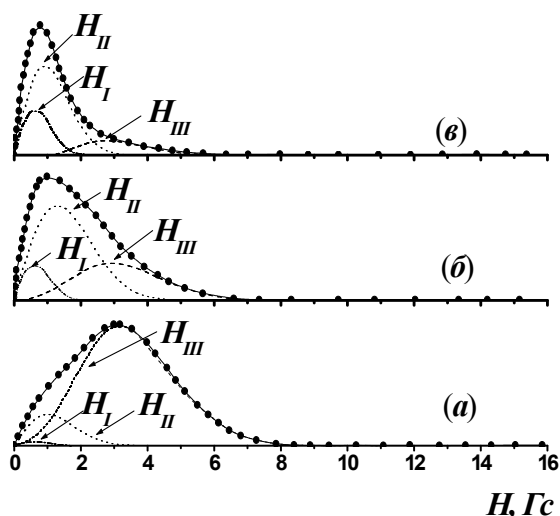 H_II
H_I
H_III
(в)
H_II
H_III
H_I
(б)
H_III
H_I H_II
(а)
0 2 4 6 8 10 12 14 16
H, Гс